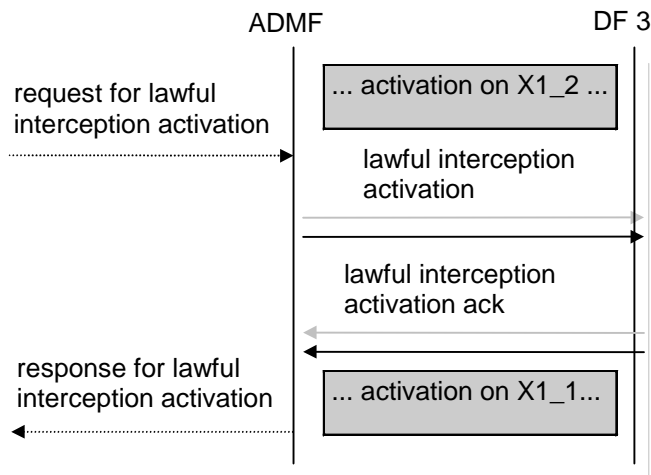 ADMF
DF 3
... activation on X1_2 ...
request for lawful
interception activation
lawful interception
activation
lawful interception
activation ack
response for lawful
interception activation
... activation on X1_1...